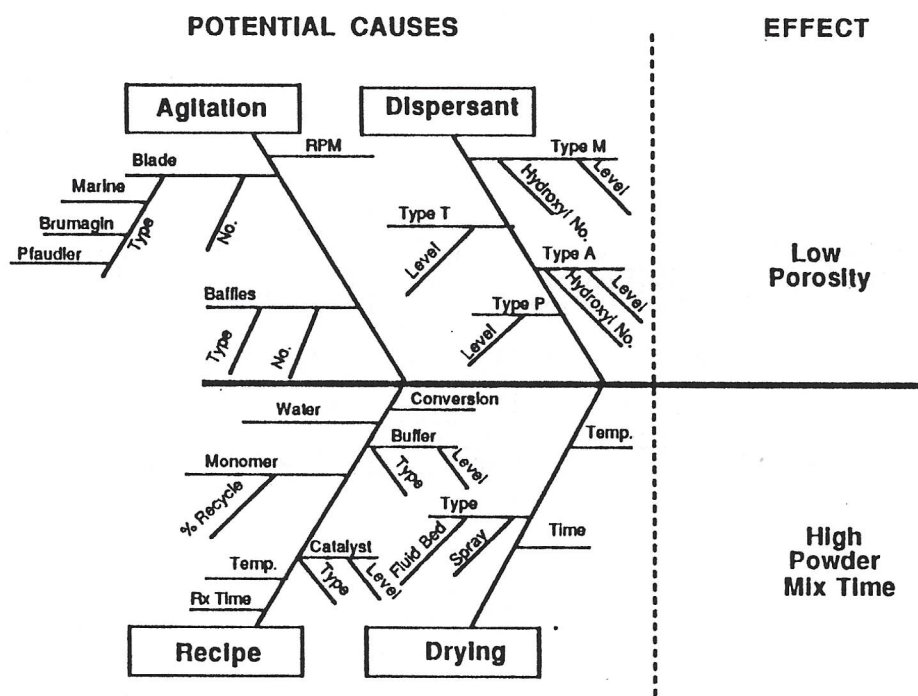 POTENTIAL CAUSES
EFFECT
Agitation
Dispersant
RPM
Blade
Marine
Brumagin
Pfaudler
Type
No.
Baffles
Type
No.
Type M
Hydroxyl No.
Level
Type T
Level
Type A
Hydroxyl No.
Level
Type P
Level
Low
Porosity
Water
Conversion
Buffer
Type
Level
Monomer
% Recycle
Temp.
Rx Time
Catalyst
Type
Level
Temp.
Type
Fluid Bed
Spray
Time
High
Powder
Mix Time
Recipe
Drying